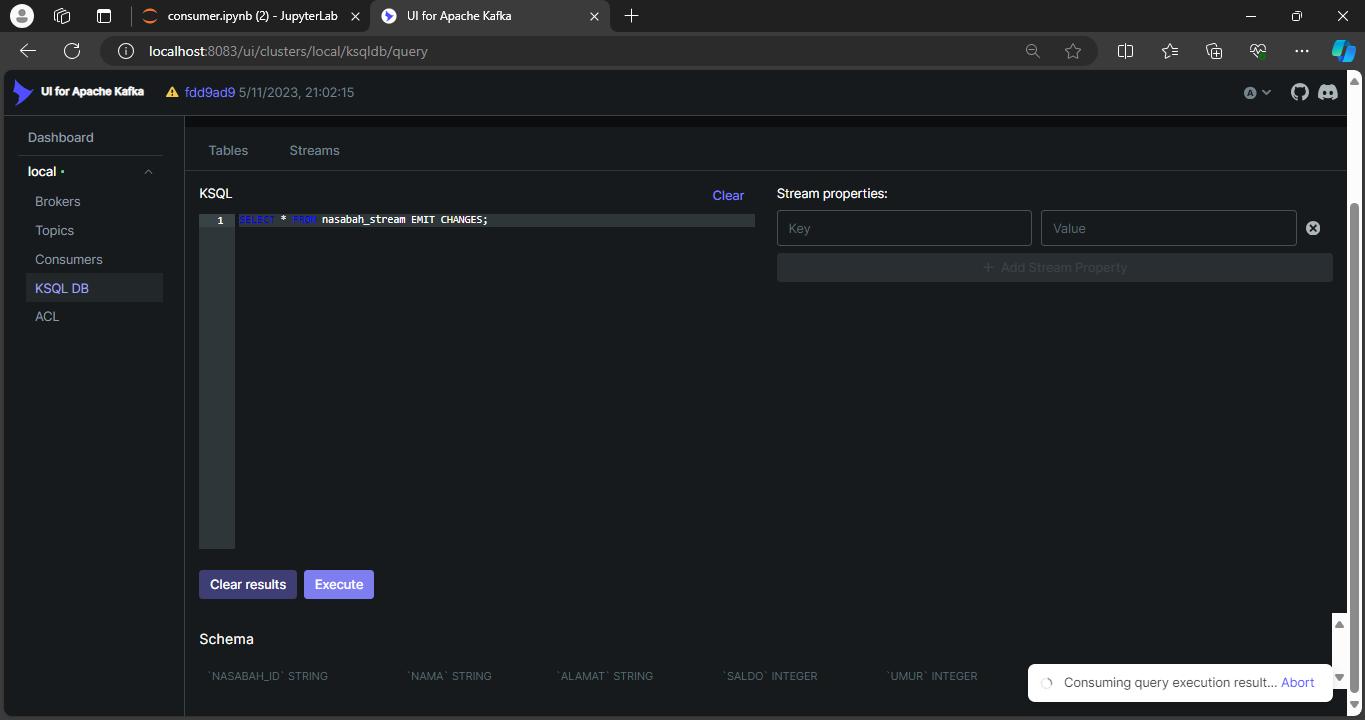 consumer.ipynb (2) - JupyterLab
UI for Apache Kafka
localhost:8083/ui/clusters/local/ksqldb/query
UI for Apache Kafka
fdd9ad9 5/11/2023, 21:02:15
A
Dashboard
local
Brokers
Topics
Consumers
KSQL DB
ACL
Tables Streams
KSQL
Clear
1 SELECT * FROM nasabah_stream EMIT CHANGES;
Stream properties:
Key Value
+ Add Stream Property
Clear results Execute
Schema
`NASABAH_ID` STRING `NAMA` STRING `ALAMAT` STRING `SALDO` INTEGER `UMUR` INTEGER
Consuming query execution result... Abort